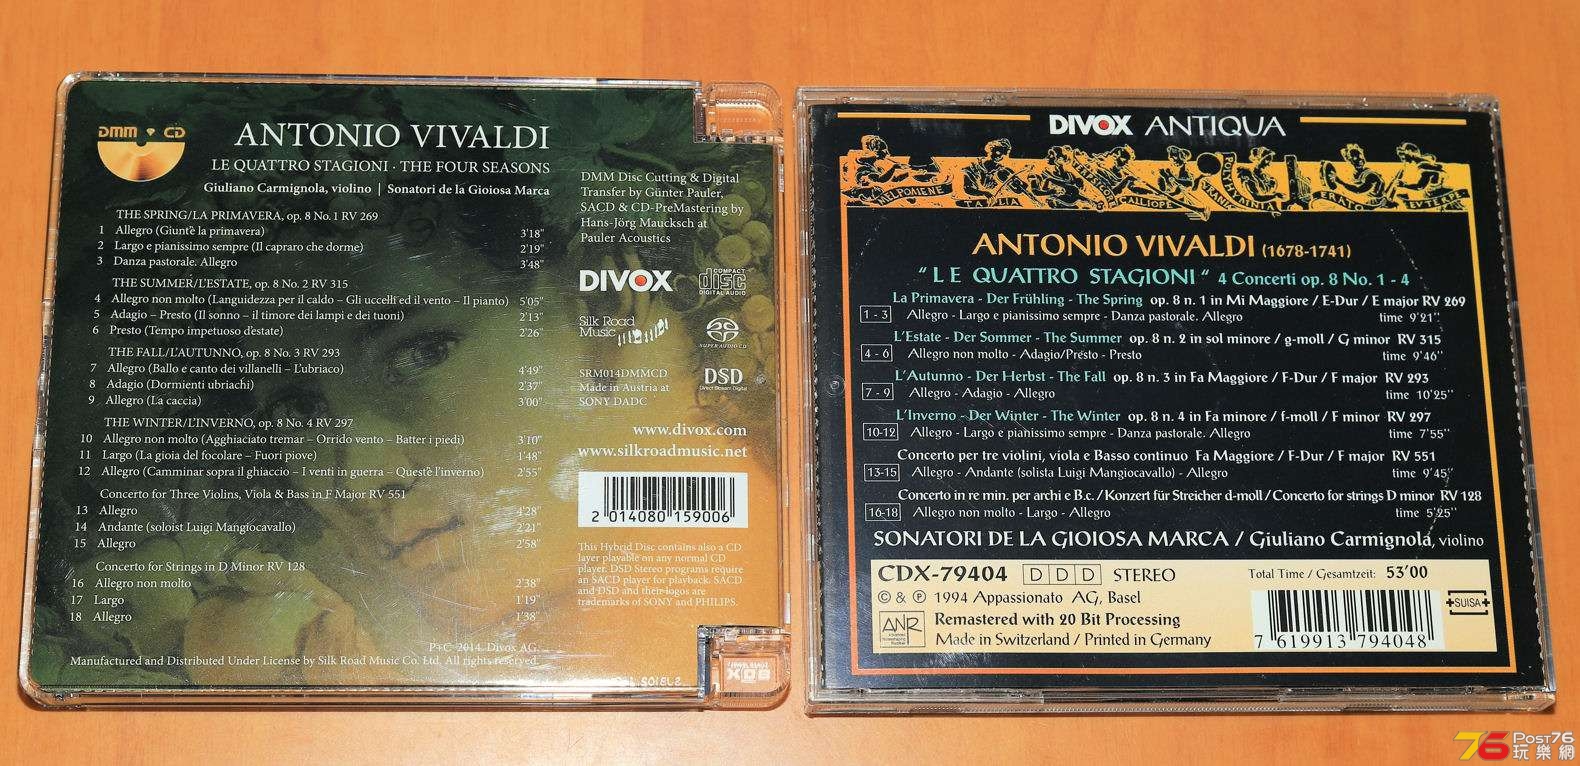 DMM CD
ANTONIO VIVALDI
LE QUATTRO STAGIONI · THE FOUR SEASONS
Giuliano Carmignola, violino | Sonatori de la Gioiosa Marca
THE SPRING/LA PRIMAVERA, op. 8 No. 1 RV 269
1 Allegro (Giunt'è la primavera) 3'18"
2 Largo e pianissimo sempre (Il capraro che dorme) 2'19"
3 Danza pastorale. Allegro 3'48"
THE SUMMER/L'ESTATE, op. 8 No. 2 RV 315
4 Allegro non molto (Languidezza per il caldo – Gli uccelli ed il vento – Il pianto) 5'05"
5 Adagio – Presto (Il sonno – il timore dei lampi e dei tuoni) 2'13"
6 Presto (Tempo impetuoso d'estate) 2'26"
THE FALL/L'AUTUNNO, op. 8 No. 3 RV 293
7 Allegro (Ballo e canto dei villanelli – L'ubriaco) 4'49"
8 Adagio (Dormienti ubriachi) 2'37"
9 Allegro (La caccia) 3'00"
THE WINTER/L'INVERNO, op. 8 No. 4 RV 297
10 Allegro non molto (Agghiaciato tremar – Orrido vento – Batter i piedi) 3'10"
11 Largo (La gioia del focolare – Fuori piove) 1'48"
12 Allegro (Camminar sopra il ghiaccio – I venti in guerra – Quest'è l'inverno) 2'55"
Concerto for Three Violins, Viola & Bass in F Major RV 551
13 Allegro 4'28"
14 Andante (soloist Luigi Mangiocavallo) 2'21"
15 Allegro 2'58"
Concerto for Strings in D Minor RV 128
16 Allegro non molto 2'38"
17 Largo 1'19"
18 Allegro 1'38"
P+C 2014. Divox AG.
Manufactured and Distributed Under License by Silk Road Music Co. Ltd. All rights reserved.
DMM Disc Cutting & Digital
Transfer by Günter Pauler,
SACD & CD-PreMastering by
Hans-Jörg Maucksch at
Pauler Acoustics
DIVOX
COMPACT disc DIGITAL AUDIO
Silk Road
Music
SUPER AUDIO CD
SRM014DMMCD
Made in Austria at
SONY DADC
DSD
Direct Stream Digital
www.divox.com
www.silkroadmusic.net
2 014080 159006
This Hybrid Disc contains also a CD
layer playable on any normal CD
player. DSD Stereo programs require
an SACD player for playback. SACD
and DSD and their logos are
trademarks of SONY and PHILIPS.
DIVOX ANTIQUA
MELPOMENE TALIA TERPSICORE CALLIOPE URANIA POLYHYMNIA ERATO EUTERPE
ANTONIO VIVALDI (1678-1741)
"LE QUATTRO STAGIONI" 4 Concerti op. 8 No. 1 - 4
La Primavera - Der Frühling - The Spring op. 8 n. 1 in Mi Maggiore / E-Dur / E major RV 269
1 - 3 Allegro - Largo e pianissimo sempre - Danza pastorale. Allegro time 9'21"
L'Estate - Der Sommer - The Summer op. 8 n. 2 in sol minore / g-moll / G minor RV 315
4 - 6 Allegro non molto - Adagio/Presto - Presto time 9'46"
L'Autunno - Der Herbst - The Fall op. 8 n. 3 in Fa Maggiore / F-Dur / F major RV 293
7 - 9 Allegro - Adagio - Allegro time 10'25"
L'Inverno - Der Winter - The Winter op. 8 n. 4 in Fa minore / f-moll / F minor RV 297
10-12 Allegro - Largo e pianissimo sempre - Danza pastorale. Allegro time 7'55"
Concerto per tre violini, viola e Basso continuo Fa Maggiore / F-Dur / F major RV 551
13-15 Allegro - Andante (solista Luigi Mangiocavallo) - Allegro time 9'45"
Concerto in re min. per archi e B.c. / Konzert für Streicher d-moll / Concerto for strings D minor RV 128
16-18 Allegro non molto - Largo - Allegro time 5'25"
SONATORI DE LA GIOIOSA MARCA / Giuliano Carmignola, violino
CDX-79404 D D D STEREO
© & ℗ 1994 Appassionato AG, Basel
ANR Remastered with 20 Bit Processing
Made in Switzerland / Printed in Germany
Total Time / Gesamtzeit: 53'00
SUISA
7 619913 794048
76 Post76
玩樂網